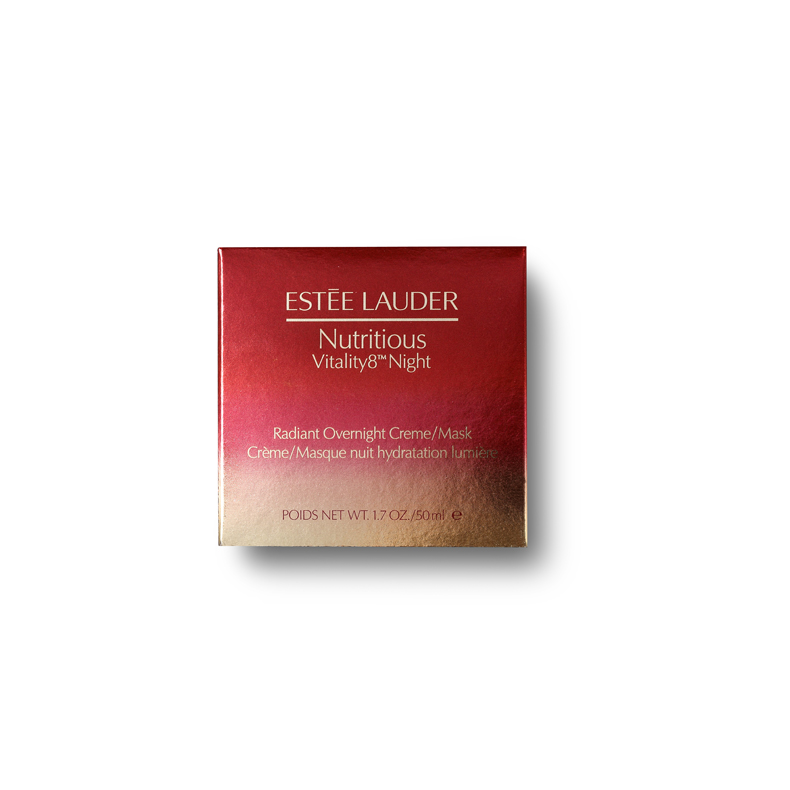 ESTĒE LAUDER
Nutritious
Vitality8™ Night
Radiant Overnight Creme/Mask
Crème/Masque nuit hydratation lumière
POIDS NET WT. 1.7 OZ./50 ml ℮